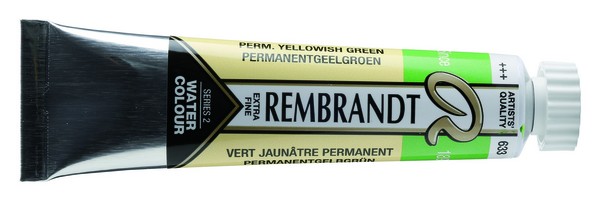 PERM. YELLOWISH GREEN
PERMANENTGEELGROEN
SERIES 2
WATER
COLOUR
EXTRA
FINE
REMBRANDT
+++
ARTISTS'
QUALITY
633
VERT JAUNÂTRE PERMANENT
PERMANENTGELBGRÜN